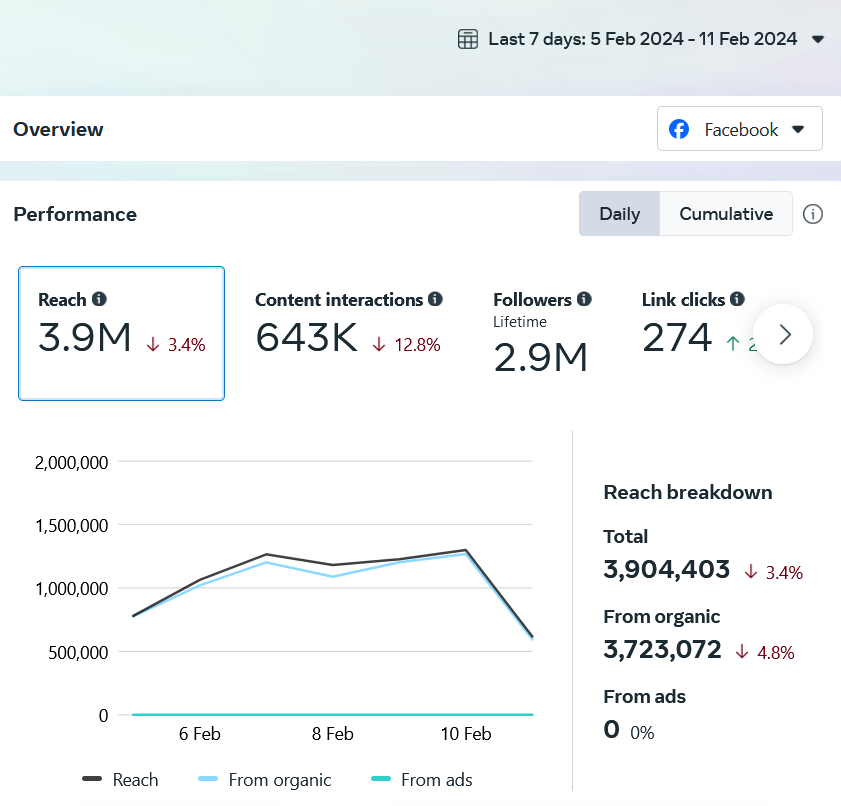 Last 7 days: 5 Feb 2024 - 11 Feb 2024
Overview
Facebook
Performance
Daily
Cumulative
Reach
3.9M ↓ 3.4%
Content interactions
643K ↓ 12.8%
Followers
Lifetime
2.9M
Link clicks
274 ↑
2,000,000
1,500,000
1,000,000
500,000
0
6 Feb
8 Feb
10 Feb
Reach
From organic
From ads
Reach breakdown
Total
3,904,403 ↓ 3.4%
From organic
3,723,072 ↓ 4.8%
From ads
0 0%